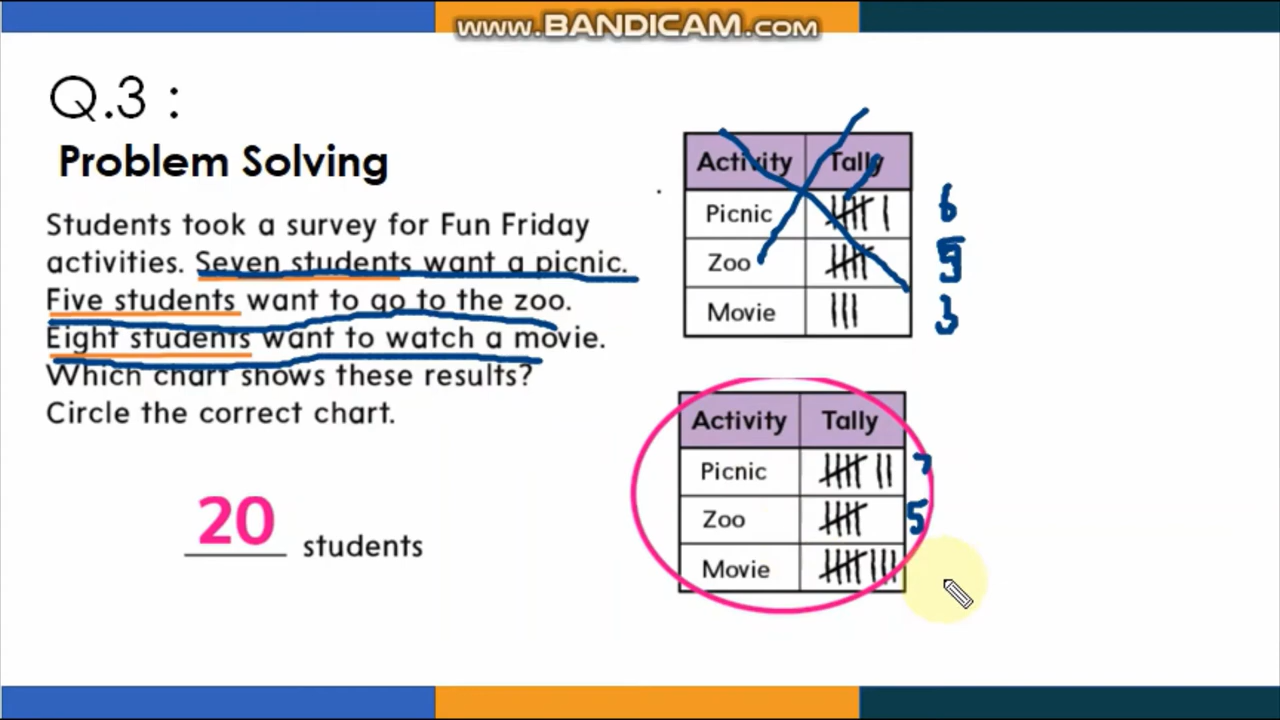 www.BANDICAM.com
Q.3 :
Problem Solving
Students took a survey for Fun Friday
activities. Seven students want a picnic.
Five students want to go to the zoo.
Eight students want to watch a movie.
Which chart shows these results?
Circle the correct chart.
20 students
Activity Tally
Picnic 6
Zoo 5
Movie 3
Activity Tally
Picnic 7
Zoo 5
Movie